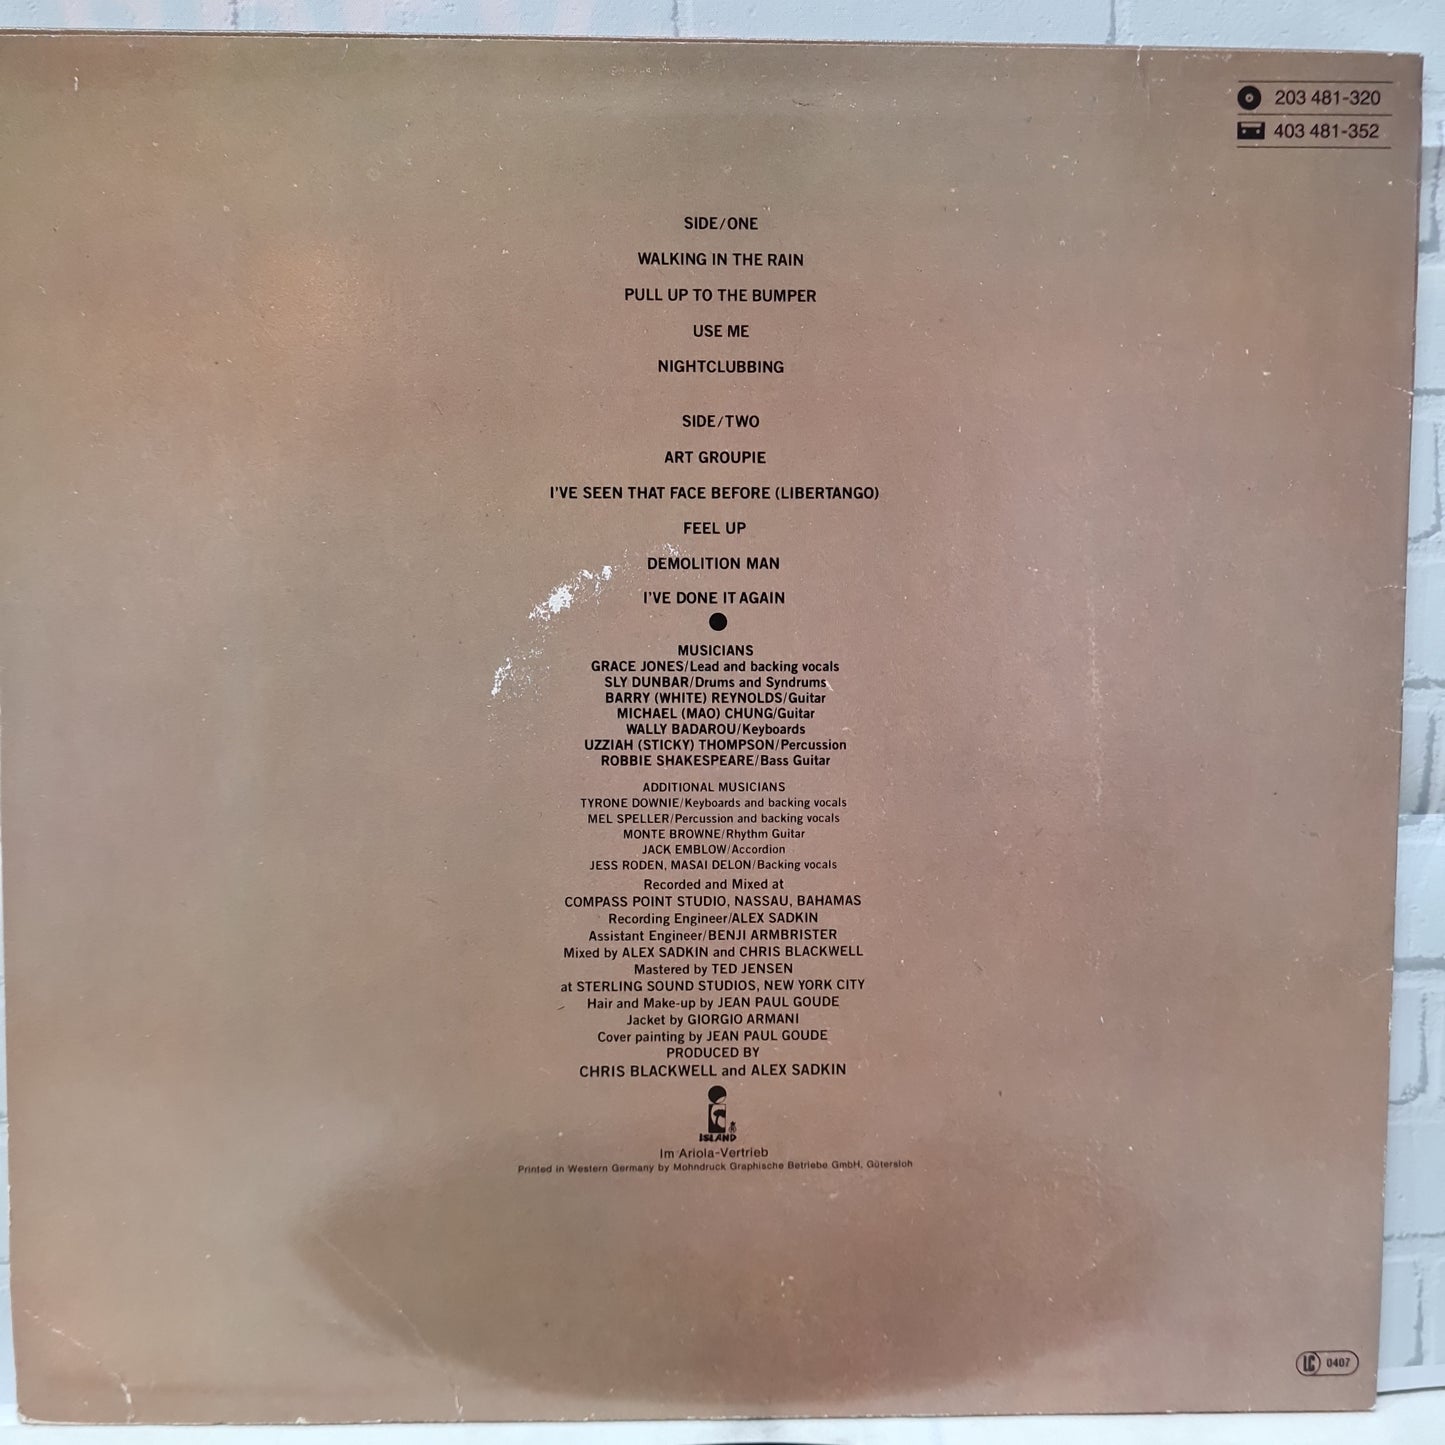 203 481-320
403 481-352
SIDE/ONE
WALKING IN THE RAIN
PULL UP TO THE BUMPER
USE ME
NIGHTCLUBBING
SIDE/TWO
ART GROUPIE
I'VE SEEN THAT FACE BEFORE (LIBERTANGO)
FEEL UP
DEMOLITION MAN
I'VE DONE IT AGAIN
MUSICIANS
GRACE JONES/Lead and backing vocals
SLY DUNBAR/Drums and Syndrums
BARRY (WHITE) REYNOLDS/Guitar
MICHAEL (MAO) CHUNG/Guitar
WALLY BADAROU/Keyboards
UZZIAH (STICKY) THOMPSON/Percussion
ROBBIE SHAKESPEARE/Bass Guitar
ADDITIONAL MUSICIANS
TYRONE DOWNIE/Keyboards and backing vocals
MEL SPELLER/Percussion and backing vocals
MONTE BROWNE/Rhythm Guitar
JACK EMBLOW/Accordion
JESS RODEN, MASAI DELON/Backing vocals
Recorded and Mixed at
COMPASS POINT STUDIO, NASSAU, BAHAMAS
Recording Engineer/ALEX SADKIN
Assistant Engineer/BENJI ARMBRISTER
Mixed by ALEX SADKIN and CHRIS BLACKWELL
Mastered by TED JENSEN
at STERLING SOUND STUDIOS, NEW YORK CITY
Hair and Make-up by JEAN PAUL GOUDE
Jacket by GIORGIO ARMANI
Cover painting by JEAN PAUL GOUDE
PRODUCED BY
CHRIS BLACKWELL and ALEX SADKIN
ISLAND ®
Im Ariola-Vertrieb
Printed in Western Germany by Mohndruck Graphische Betriebe GmbH, Gütersloh
LC 0407